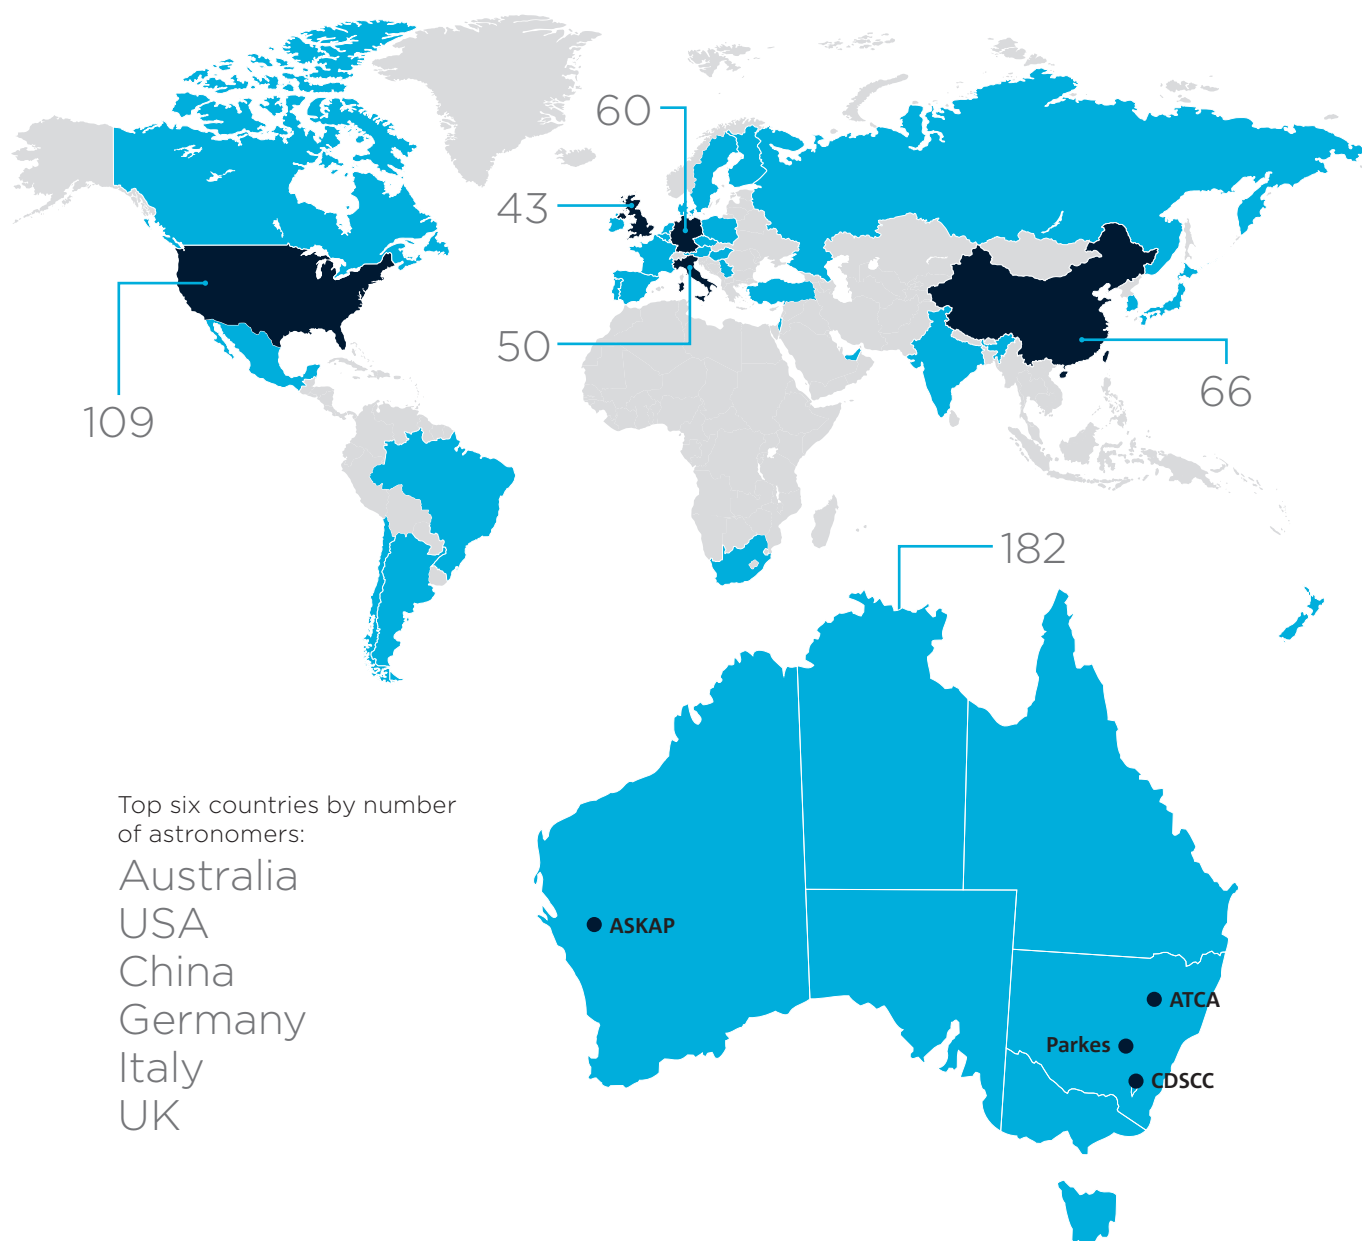 60
43
50
109
66
182
Top six countries by number
of astronomers:
Australia
USA
China
Germany
Italy
UK
ASKAP
ATCA
Parkes
CDSCC